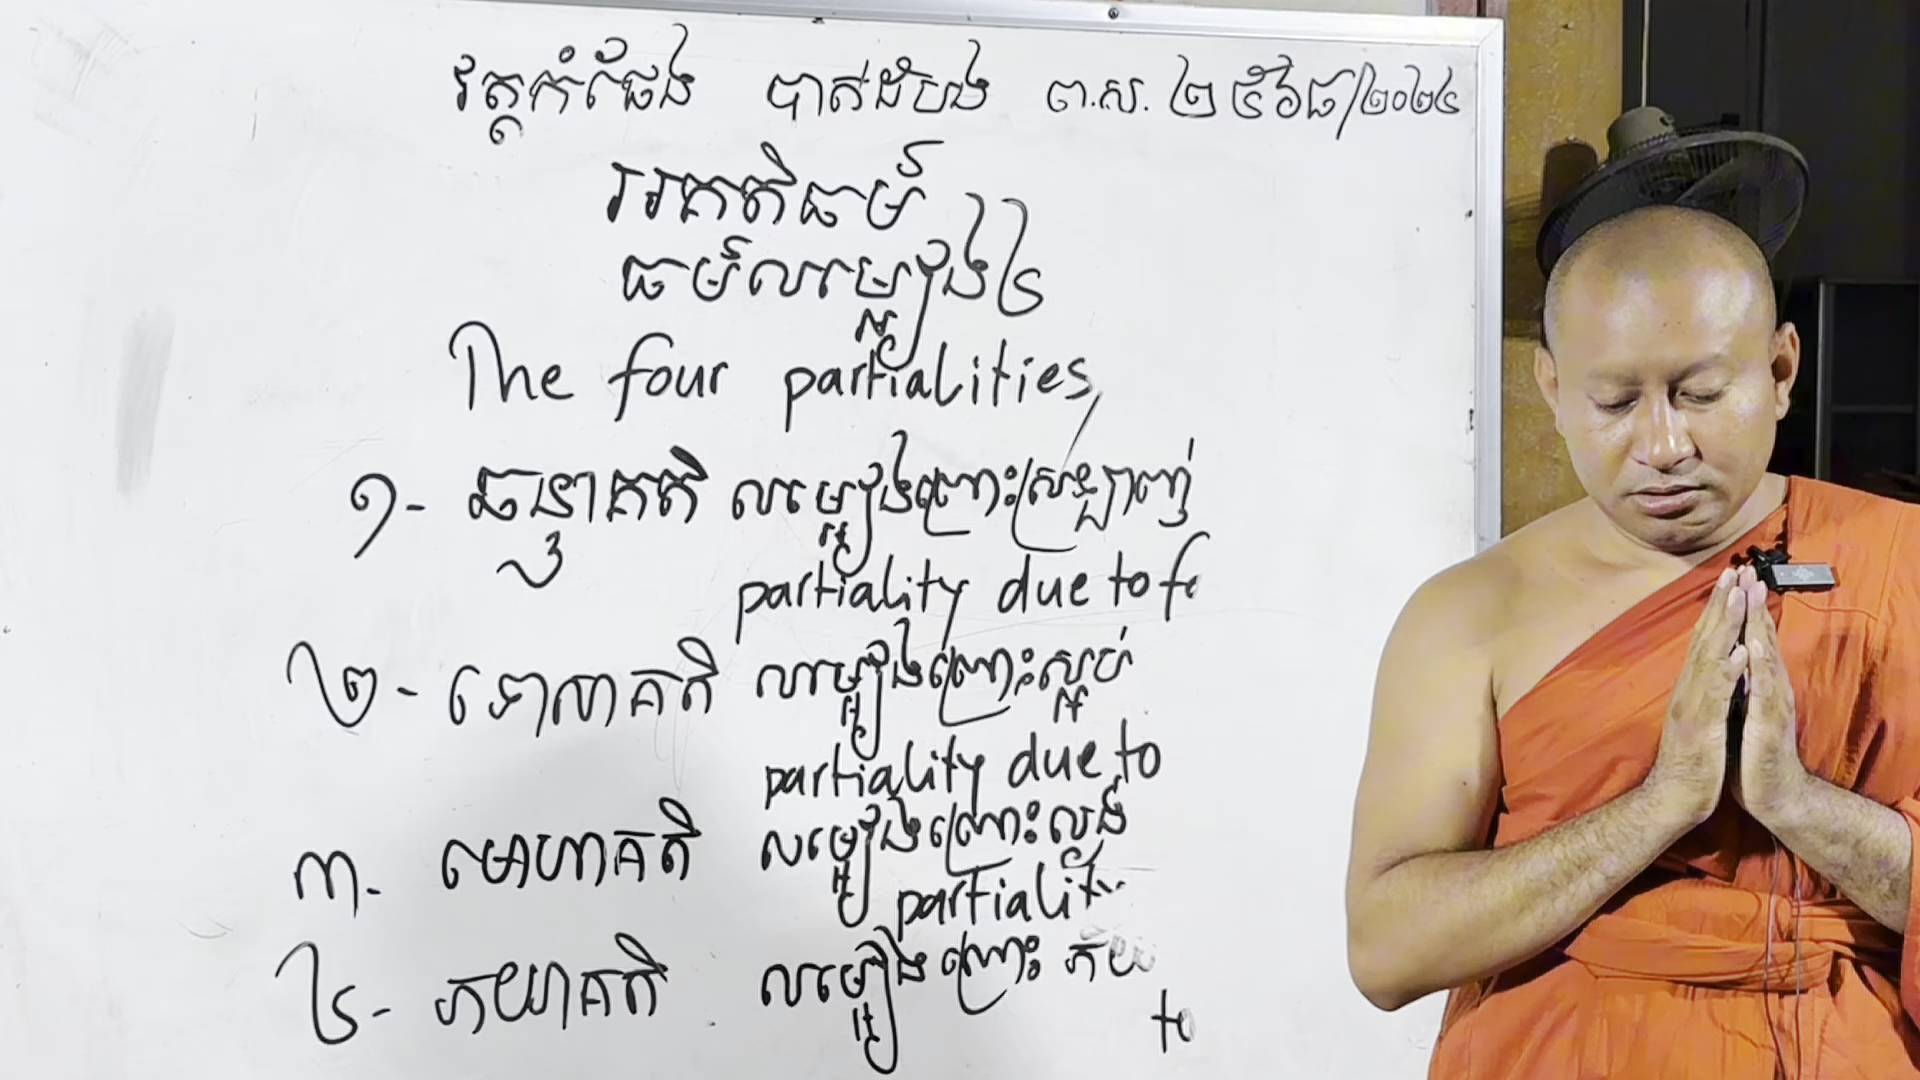 វត្តកំផែង បាត់ដំបង ព.ស. ២៥៦៨/២០២៤
អគតិធម៌
ធម៌លម្អៀង៤
The four partialities,
១- ឆន្ទាគតិ លម្អៀងព្រោះស្រឡាញ់
partiality due to
២- ទោសាគតិ លម្អៀងព្រោះស្អប់
partiality due to
៣- មោហាគតិ លម្អៀងព្រោះល្ងង់
៤- ភយាគតិ លម្អៀងព្រោះ ភ័យ
to